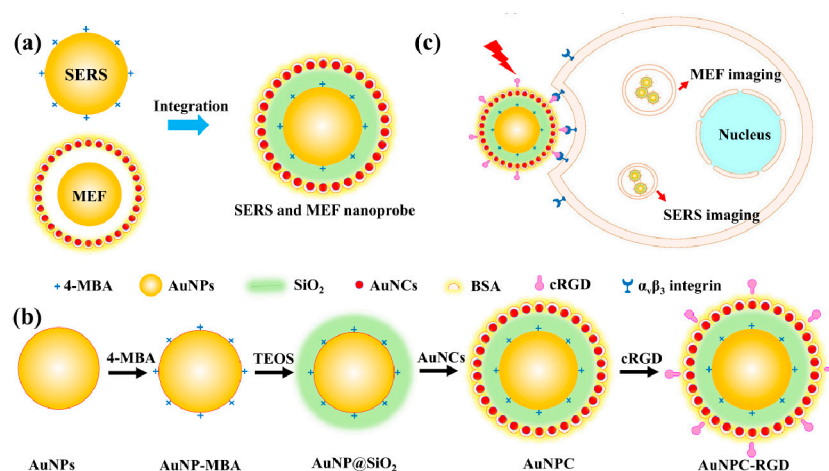 (a)
SERS
Integration
MEF
SERS and MEF nanoprobe
(c)
MEF imaging
Nucleus
SERS imaging
4-MBA AuNPs SiO₂ AuNCs BSA cRGD αᵥβ₃ integrin
(b)
4-MBA TEOS AuNCs cRGD
AuNPs AuNP-MBA AuNP@SiO₂ AuNPC AuNPC-RGD